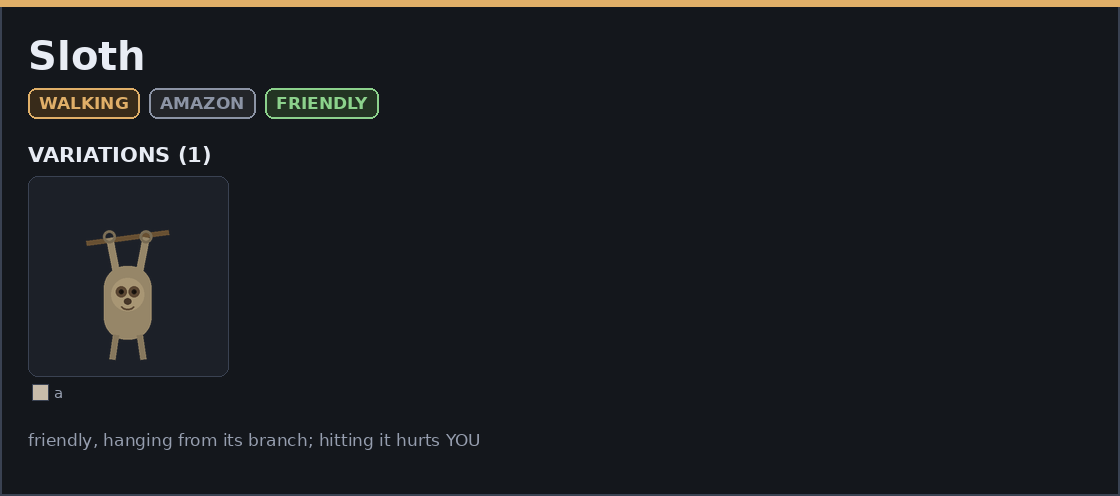 Sloth
WALKING AMAZON FRIENDLY
VARIATIONS (1)
a
friendly, hanging from its branch; hitting it hurts YOU